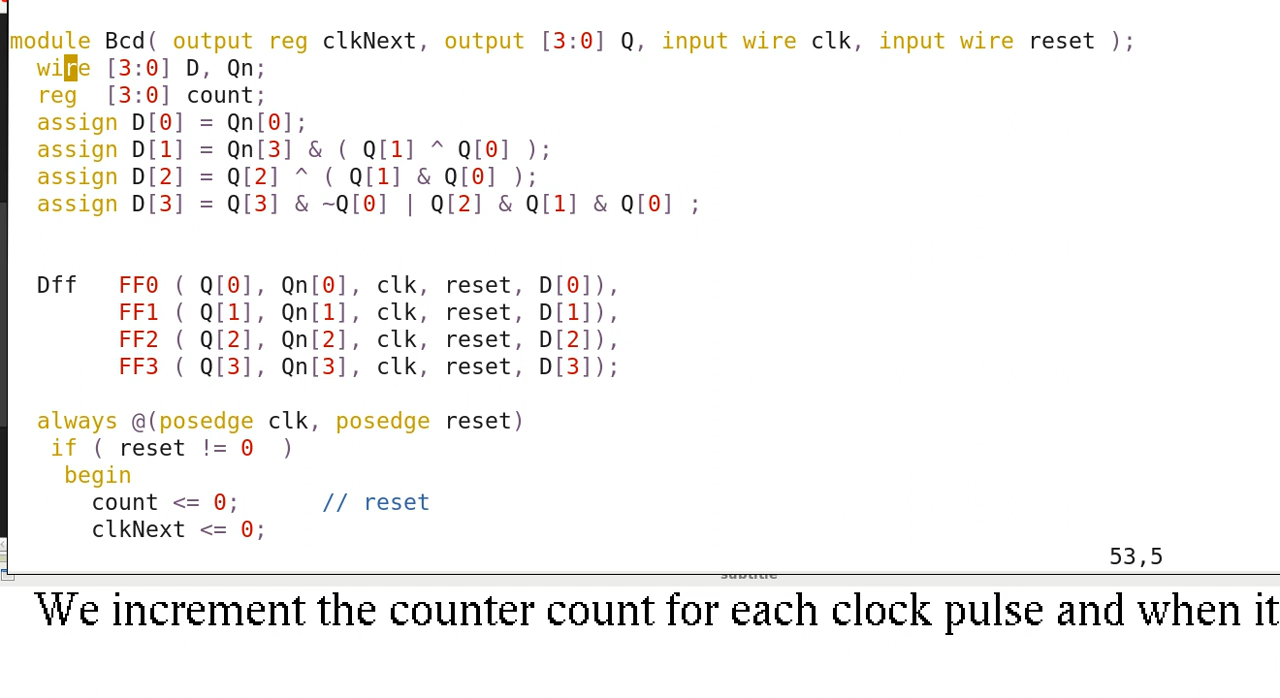 module Bcd( output reg clkNext, output [3:0] Q, input wire clk, input wire reset );
wire [3:0] D, Qn;
reg [3:0] count;
assign D[0] = Qn[0];
assign D[1] = Qn[3] & ( Q[1] ^ Q[0] );
assign D[2] = Q[2] ^ ( Q[1] & Q[0] );
assign D[3] = Q[3] & ~Q[0] | Q[2] & Q[1] & Q[0] ;
Dff FF0 ( Q[0], Qn[0], clk, reset, D[0]),
FF1 ( Q[1], Qn[1], clk, reset, D[1]),
FF2 ( Q[2], Qn[2], clk, reset, D[2]),
FF3 ( Q[3], Qn[3], clk, reset, D[3]);
always @(posedge clk, posedge reset)
if ( reset != 0 )
begin
count <= 0; // reset
clkNext <= 0;
53,5
subtitle
We increment the counter count for each clock pulse and when it